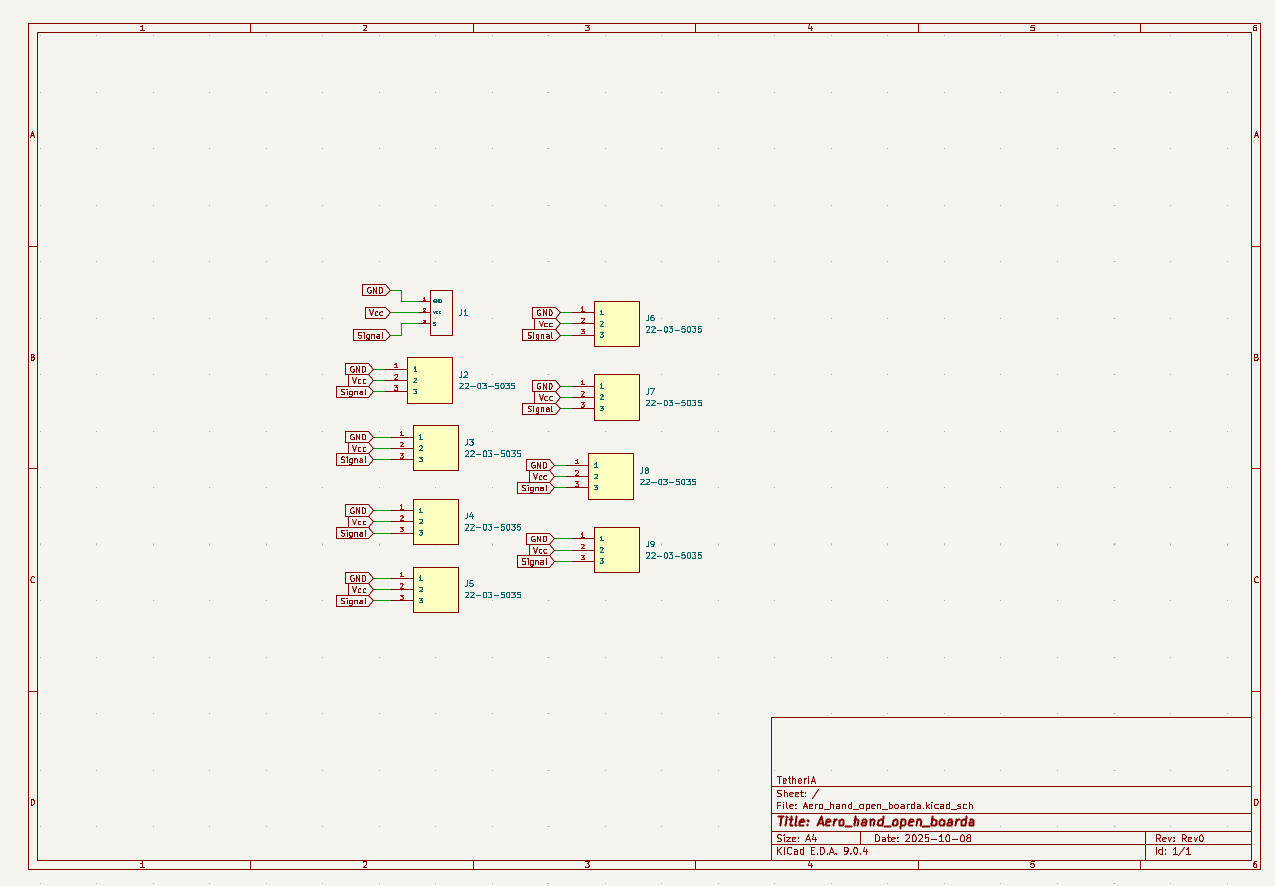 1 2 3 4 5 6
A A
GND
1 GND
Vcc 2 VCC J1
3 S
Signal
GND 1 1 J6
Vcc 2 2 22-03-5035
Signal 3 3
B B
GND 1 1 J2
Vcc 2 2 22-03-5035
Signal 3 3
GND 1 1 J7
Vcc 2 2 22-03-5035
Signal 3 3
GND 1 1 J3
Vcc 2 2 22-03-5035
Signal 3 3
GND 1 1 J8
Vcc 2 2 22-03-5035
Signal 3 3
GND 1 1 J4
Vcc 2 2 22-03-5035
Signal 3 3
GND 1 1 J9
Vcc 2 2 22-03-5035
Signal 3 3
C C
GND 1 1 J5
Vcc 2 2 22-03-5035
Signal 3 3
D D
TetherIA
Sheet: /
File: Aero_hand_open_boarda.kicad_sch
Title: Aero_hand_open_boarda
Size: A4 Date: 2025-10-08 Rev: Rev0
KiCad E.D.A. 9.0.4 Id: 1/1
1 2 3 4 5 6